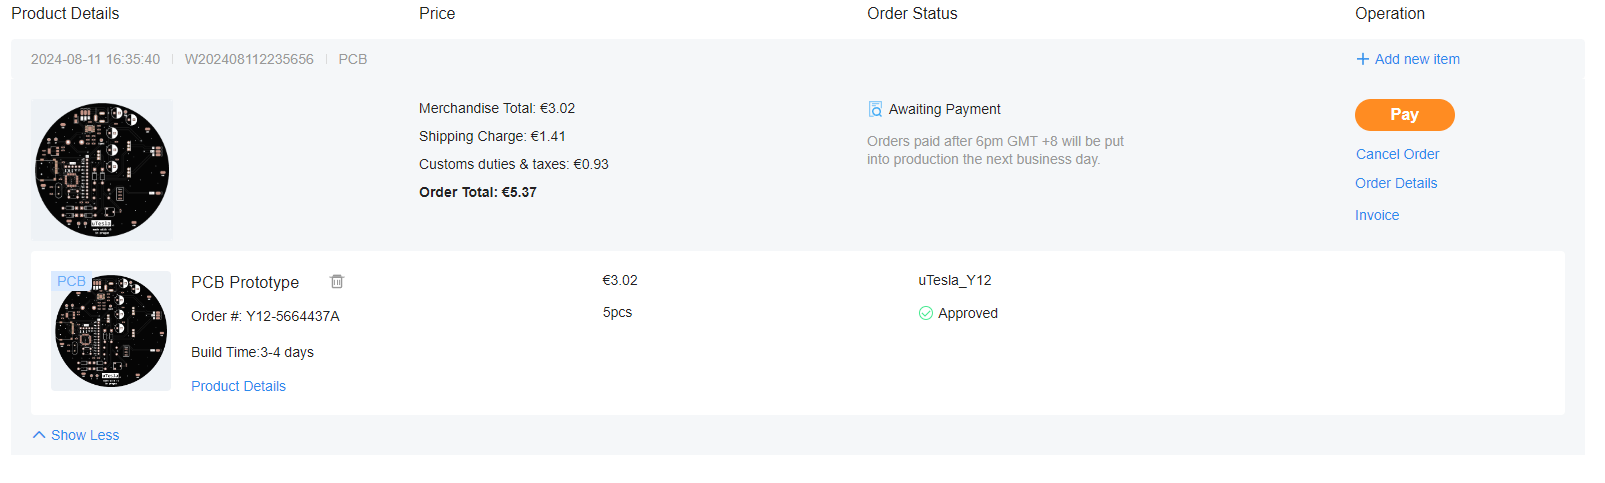 Product Details Price Order Status Operation
2024-08-11 16:35:40 W202408112235656 PCB Add new item
Merchandise Total: €3.02
Shipping Charge: €1.41
Customs duties & taxes: €0.93
Order Total: €5.37
Awaiting Payment
Orders paid after 6pm GMT +8 will be put
into production the next business day.
Pay
Cancel Order
Order Details
Invoice
uTesla
PCB
PCB Prototype €3.02 uTesla_Y12
Order #: Y12-5664437A 5pcs Approved
Build Time:3-4 days
Product Details
uTesla
Show Less